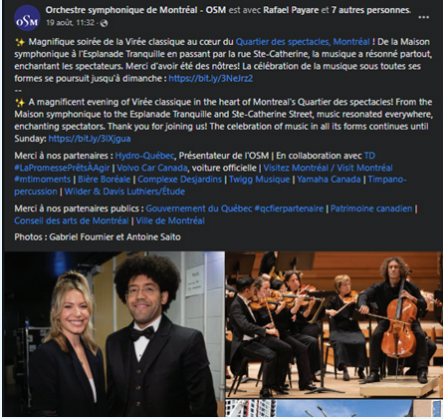 Orchestre symphonique de Montréal - OSM est avec Rafael Payare et 7 autres personnes.
OSM
19 août, 11:32 ·
✨ Magnifique soirée de la Virée classique au cœur du Quartier des spectacles, Montréal ! De la Maison
symphonique à l'Esplanade Tranquille en passant par la rue Ste-Catherine, la musique a résonné partout,
enchantant les spectateurs. Merci d'avoir été des nôtres! La célébration de la musique sous toutes ses
formes se poursuit jusqu'à dimanche : https://bit.ly/3NeIrz2
--
✨ A magnificent evening of Virée classique in the heart of Montreal's Quartier des spectacles! From the
Maison symphonique to the Esplanade Tranquille and Ste-Catherine Street, music resonated everywhere,
enchanting spectators. Thank you for joining us! The celebration of music in all its forms continues until
Sunday: https://bit.ly/3IXjgua
Merci à nos partenaires : Hydro-Québec, Présentateur de l'OSM | En collaboration avec TD
#LaPromessePrêtsÀAgir | Volvo Car Canada, voiture officielle | Visitez Montréal / Visit Montréal
#mtlmoments | Bière Boréale | Complexe Desjardins | Twigg Musique | Yamaha Canada | Timpano-
percussion | Wilder & Davis Luthiers/Étude
Merci à nos partenaires publics : Gouvernement du Québec #qcfierpartenaire | Patrimoine canadien |
Conseil des arts de Montréal | Ville de Montréal
Photos : Gabriel Fournier et Antoine Saito